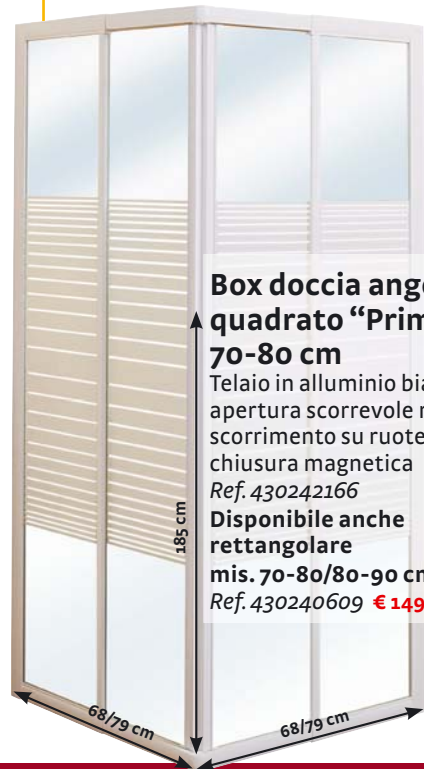 Box doccia ango
quadrato “Prim
70-80 cm
Telaio in alluminio bia
apertura scorrevole r
scorrimento su ruote
chiusura magnetica
Ref. 430242166
Disponibile anche
rettangolare
mis. 70-80/80-90 cm
Ref. 430240609 € 149
185 cm
68/79 cm
68/79 cm